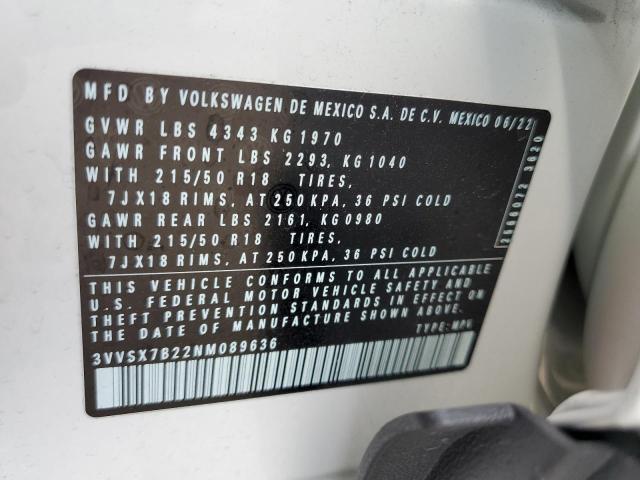 MFD BY VOLKSWAGEN DE MEXICO S.A. DE C.V. MEXICO 06/22
GVWR LBS 4343 KG 1970
GAWR FRONT LBS 2293, KG 1040
WITH 215/50 R18 TIRES,
7JX18 RIMS, AT 250 KPA, 36 PSI COLD
GAWR REAR LBS 2161, KG 0980
WITH 215/50 R18 TIRES,
7JX18 RIMS, AT 250 KPA, 36 PSI COLD
THIS VEHICLE CONFORMS TO ALL APPLICABLE
U.S. FEDERAL MOTOR VEHICLE SAFETY AND
THEFT PREVENTION STANDARDS IN EFFECT ON
THE DATE OF MANUFACTURE SHOWN ABOVE.
3VVSX7B22NM089636 TYPE: MPV
3620